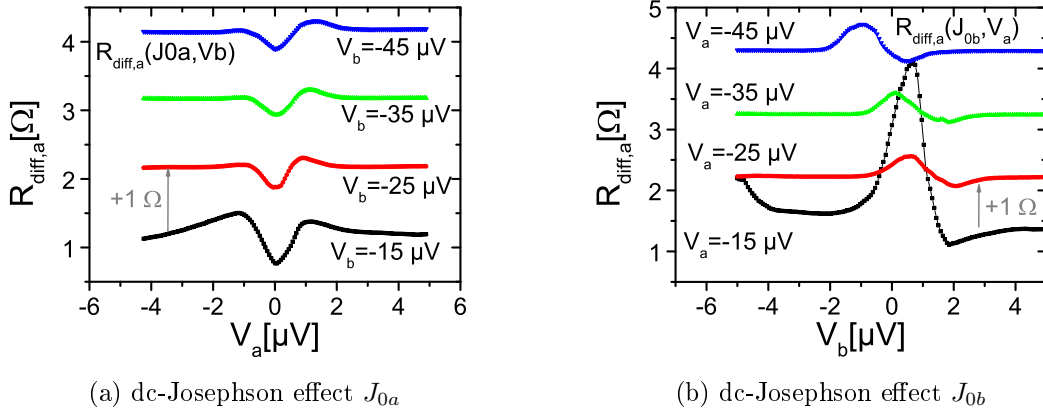 R_diff,a(J0a,Vb)
V_b=-45 µV
V_b=-35 µV
V_b=-25 µV
V_b=-15 µV
+1 Ω
R_diff,a[Ω]
4
3
2
1
-6 -4 -2 0 2 4 6
V_a[µV]
(a) dc-Josephson effect J_0a
V_a=-45 µV
R_diff,a(J_0b,V_a)
V_a=-35 µV
V_a=-25 µV
V_a=-15 µV
+1 Ω
R_diff,a[Ω]
5
4
3
2
1
-6 -4 -2 0 2 4
V_b[µV]
(b) dc-Josephson effect J_0b